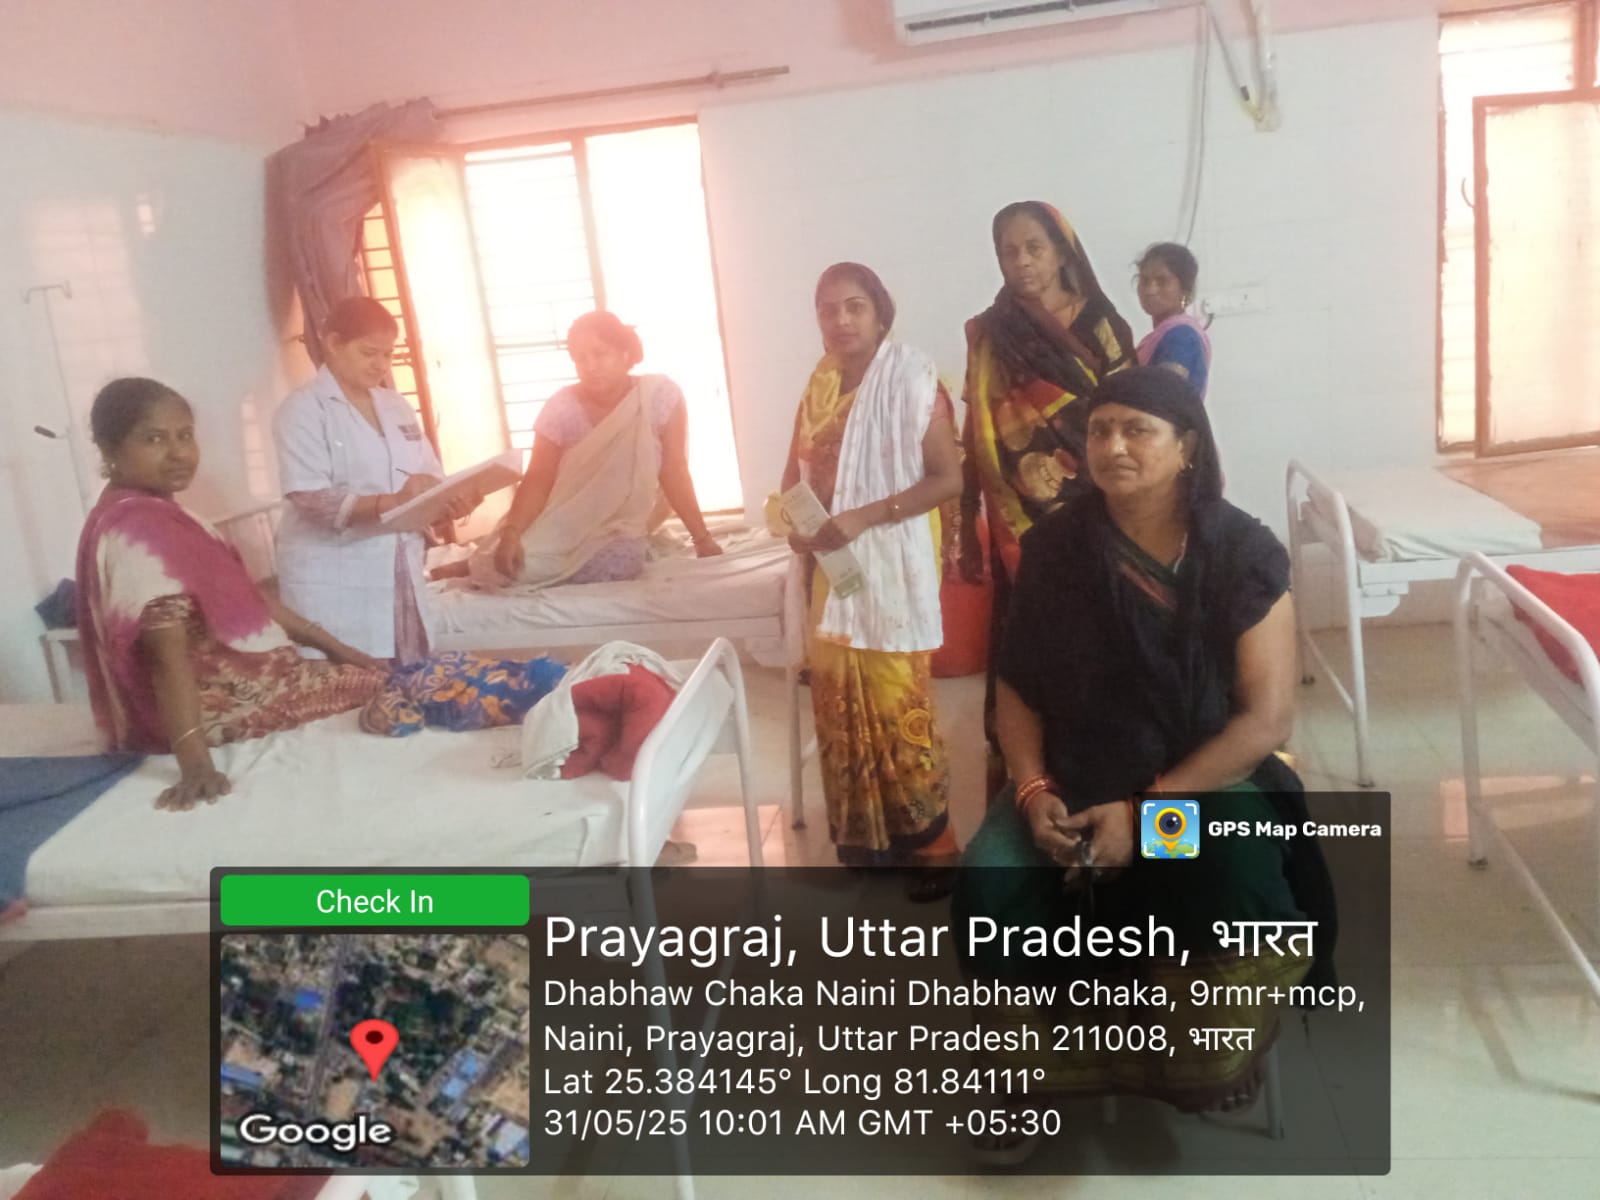 GPS Map Camera
Check In
Prayagraj, Uttar Pradesh, भारत
Dhabhaw Chaka Naini Dhabhaw Chaka, 9rmr+mcp,
Naini, Prayagraj, Uttar Pradesh 211008, भारत
Lat 25.384145° Long 81.84111°
31/05/25 10:01 AM GMT +05:30
Google